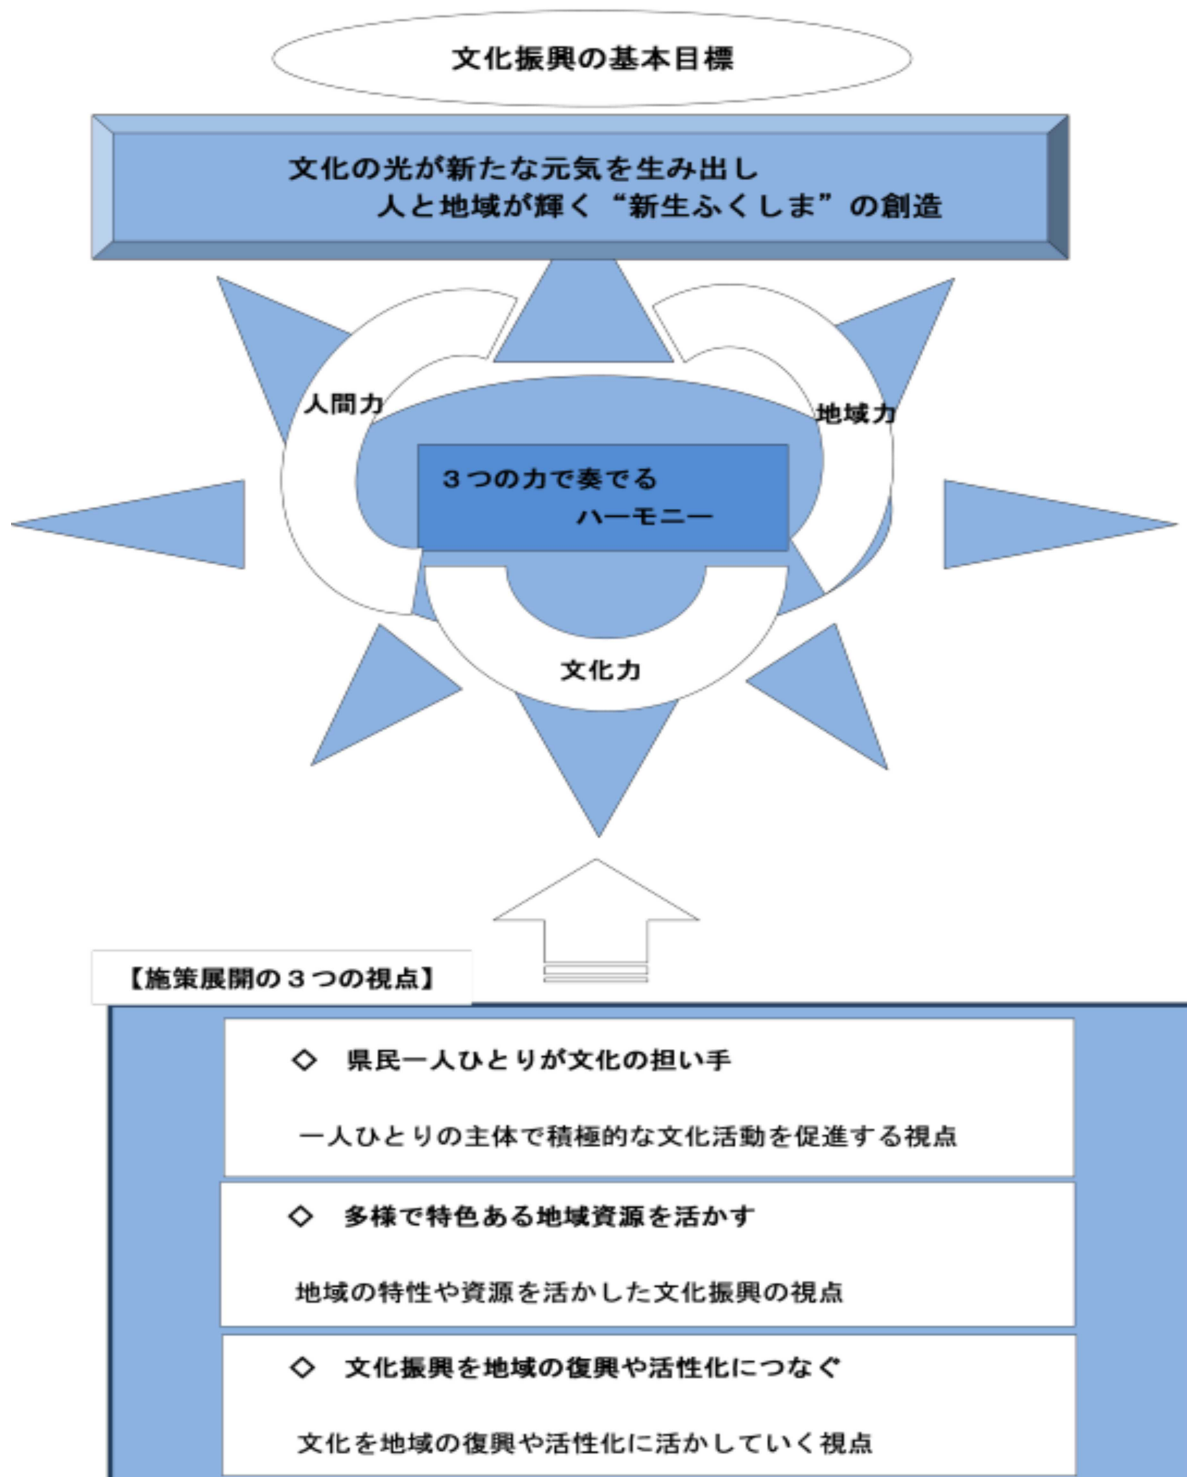 文化振興の基本目標
文化の光が新たな元気を生み出し
人と地域が輝く“新生ふくしま”の創造
人間力
地域力
３つの力で奏でる
ハーモニー
文化力
【施策展開の３つの視点】
◇　県民一人ひとりが文化の担い手
一人ひとりの主体で積極的な文化活動を促進する視点
◇　多様で特色ある地域資源を活かす
地域の特性や資源を活かした文化振興の視点
◇　文化振興を地域の復興や活性化につなぐ
文化を地域の復興や活性化に活かしていく視点